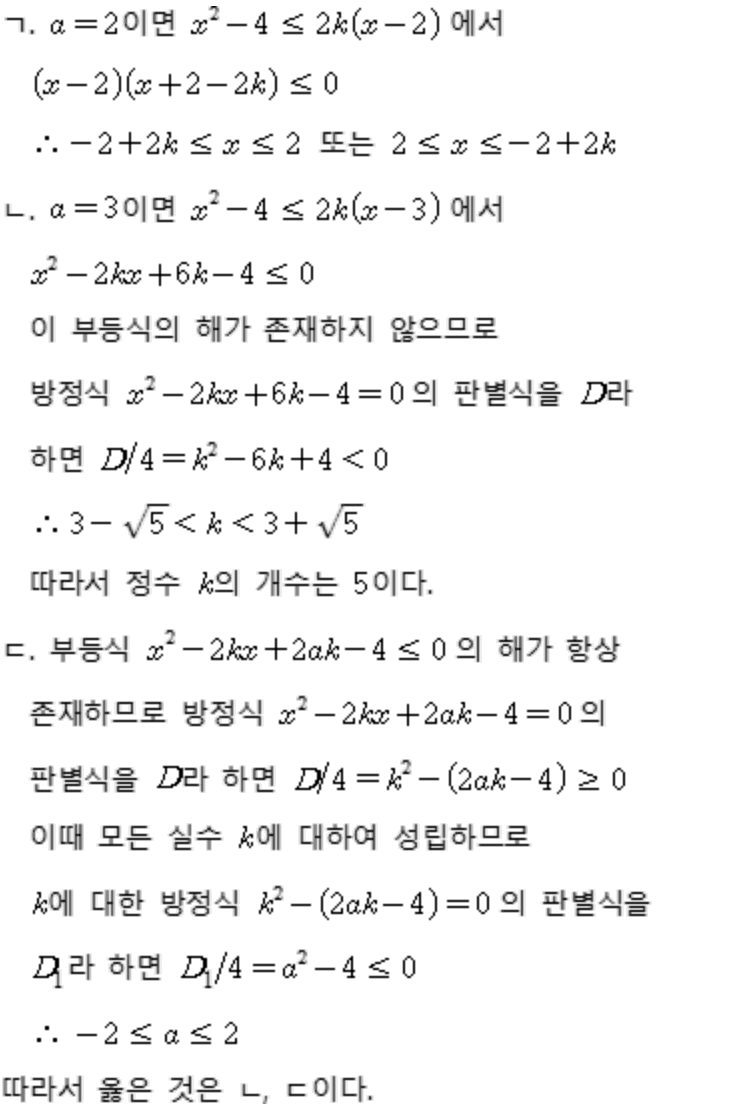 ㄱ. a=2이면 x²-4 ≤ 2k(x-2) 에서
(x-2)(x+2-2k) ≤ 0
∴ -2+2k ≤ x ≤ 2 또는 2 ≤ x ≤ -2+2k
ㄴ. a=3이면 x²-4 ≤ 2k(x-3) 에서
x²-2kx+6k-4 ≤ 0
이 부등식의 해가 존재하지 않으므로
방정식 x²-2kx+6k-4=0 의 판별식을 D라
하면 D/4=k²-6k+4<0
∴ 3-√5<k<3+√5
따라서 정수 k의 개수는 5이다.
ㄷ. 부등식 x²-2kx+2ak-4 ≤ 0 의 해가 항상
존재하므로 방정식 x²-2kx+2ak-4=0 의
판별식을 D라 하면 D/4=k²-(2ak-4) ≥ 0
이때 모든 실수 k에 대하여 성립하므로
k에 대한 방정식 k²-(2ak-4)=0 의 판별식을
D₁라 하면 D₁/4=a²-4 ≤ 0
∴ -2 ≤ a ≤ 2
따라서 옳은 것은 ㄴ, ㄷ이다.